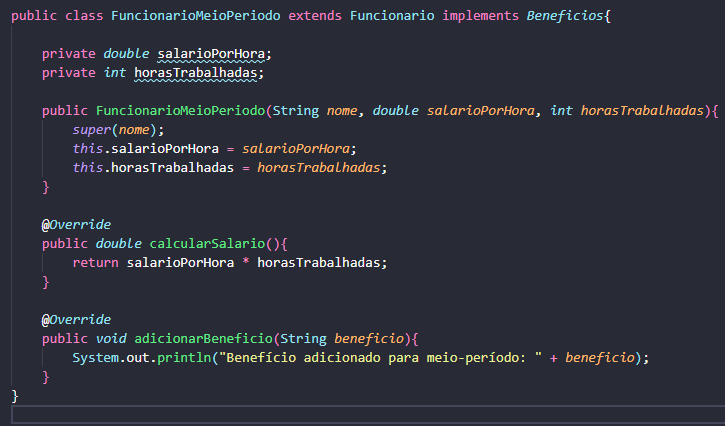 public class FuncionarioMeioPeriodo extends Funcionario implements Beneficios{
private double salarioPorHora;
private int horasTrabalhadas;
public FuncionarioMeioPeriodo(String nome, double salarioPorHora, int horasTrabalhadas){
super(nome);
this.salarioPorHora = salarioPorHora;
this.horasTrabalhadas = horasTrabalhadas;
}
@Override
public double calcularSalario(){
return salarioPorHora * horasTrabalhadas;
}
@Override
public void adicionarBeneficio(String beneficio){
System.out.println("Benefício adicionado para meio-período: " + beneficio);
}
}